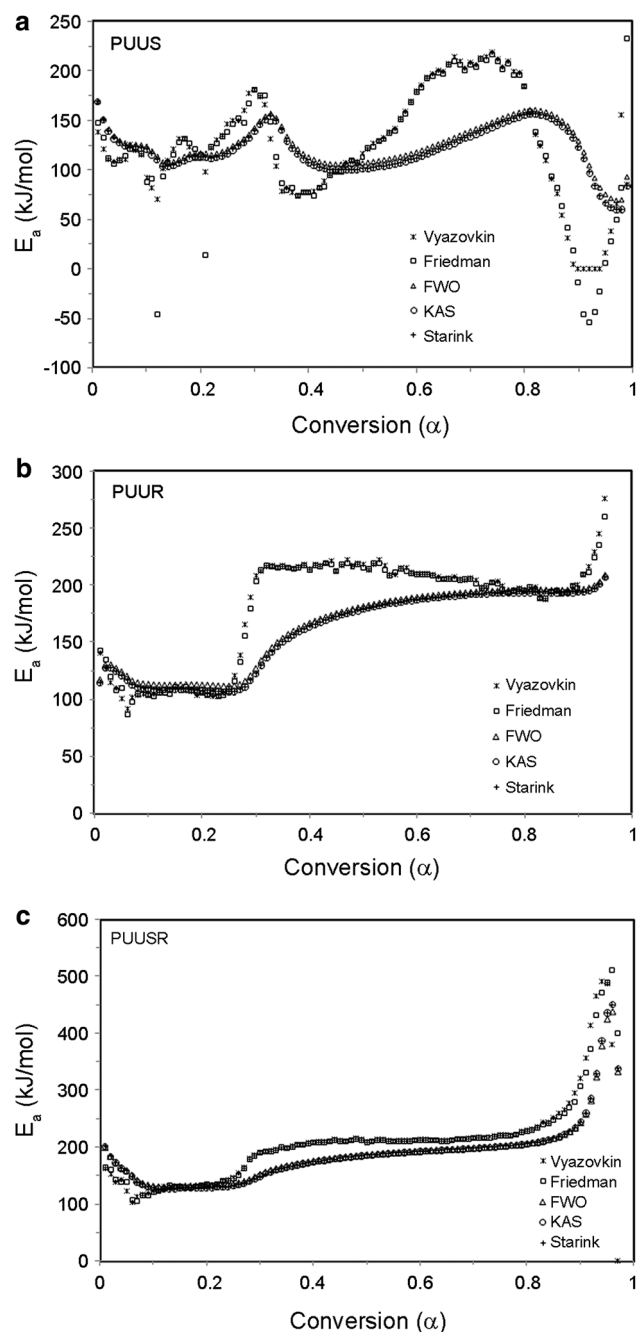 a
PUUS
250
200
150
100
50
0
-50
-100
Eₐ (kJ/mol)
Vyazovkin
Friedman
FWO
KAS
Starink
0 0.2 0.4 0.6 0.8 1
Conversion (α)
b
PUUR
300
250
200
150
100
50
0
Eₐ (kJ/mol)
Vyazovkin
Friedman
FWO
KAS
Starink
0 0.2 0.4 0.6 0.8 1
Conversion (α)
c
PUUSR
600
500
400
300
200
100
0
Eₐ (kJ/mol)
Vyazovkin
Friedman
FWO
KAS
Starink
0 0.2 0.4 0.6 0.8 1
Conversion (α)